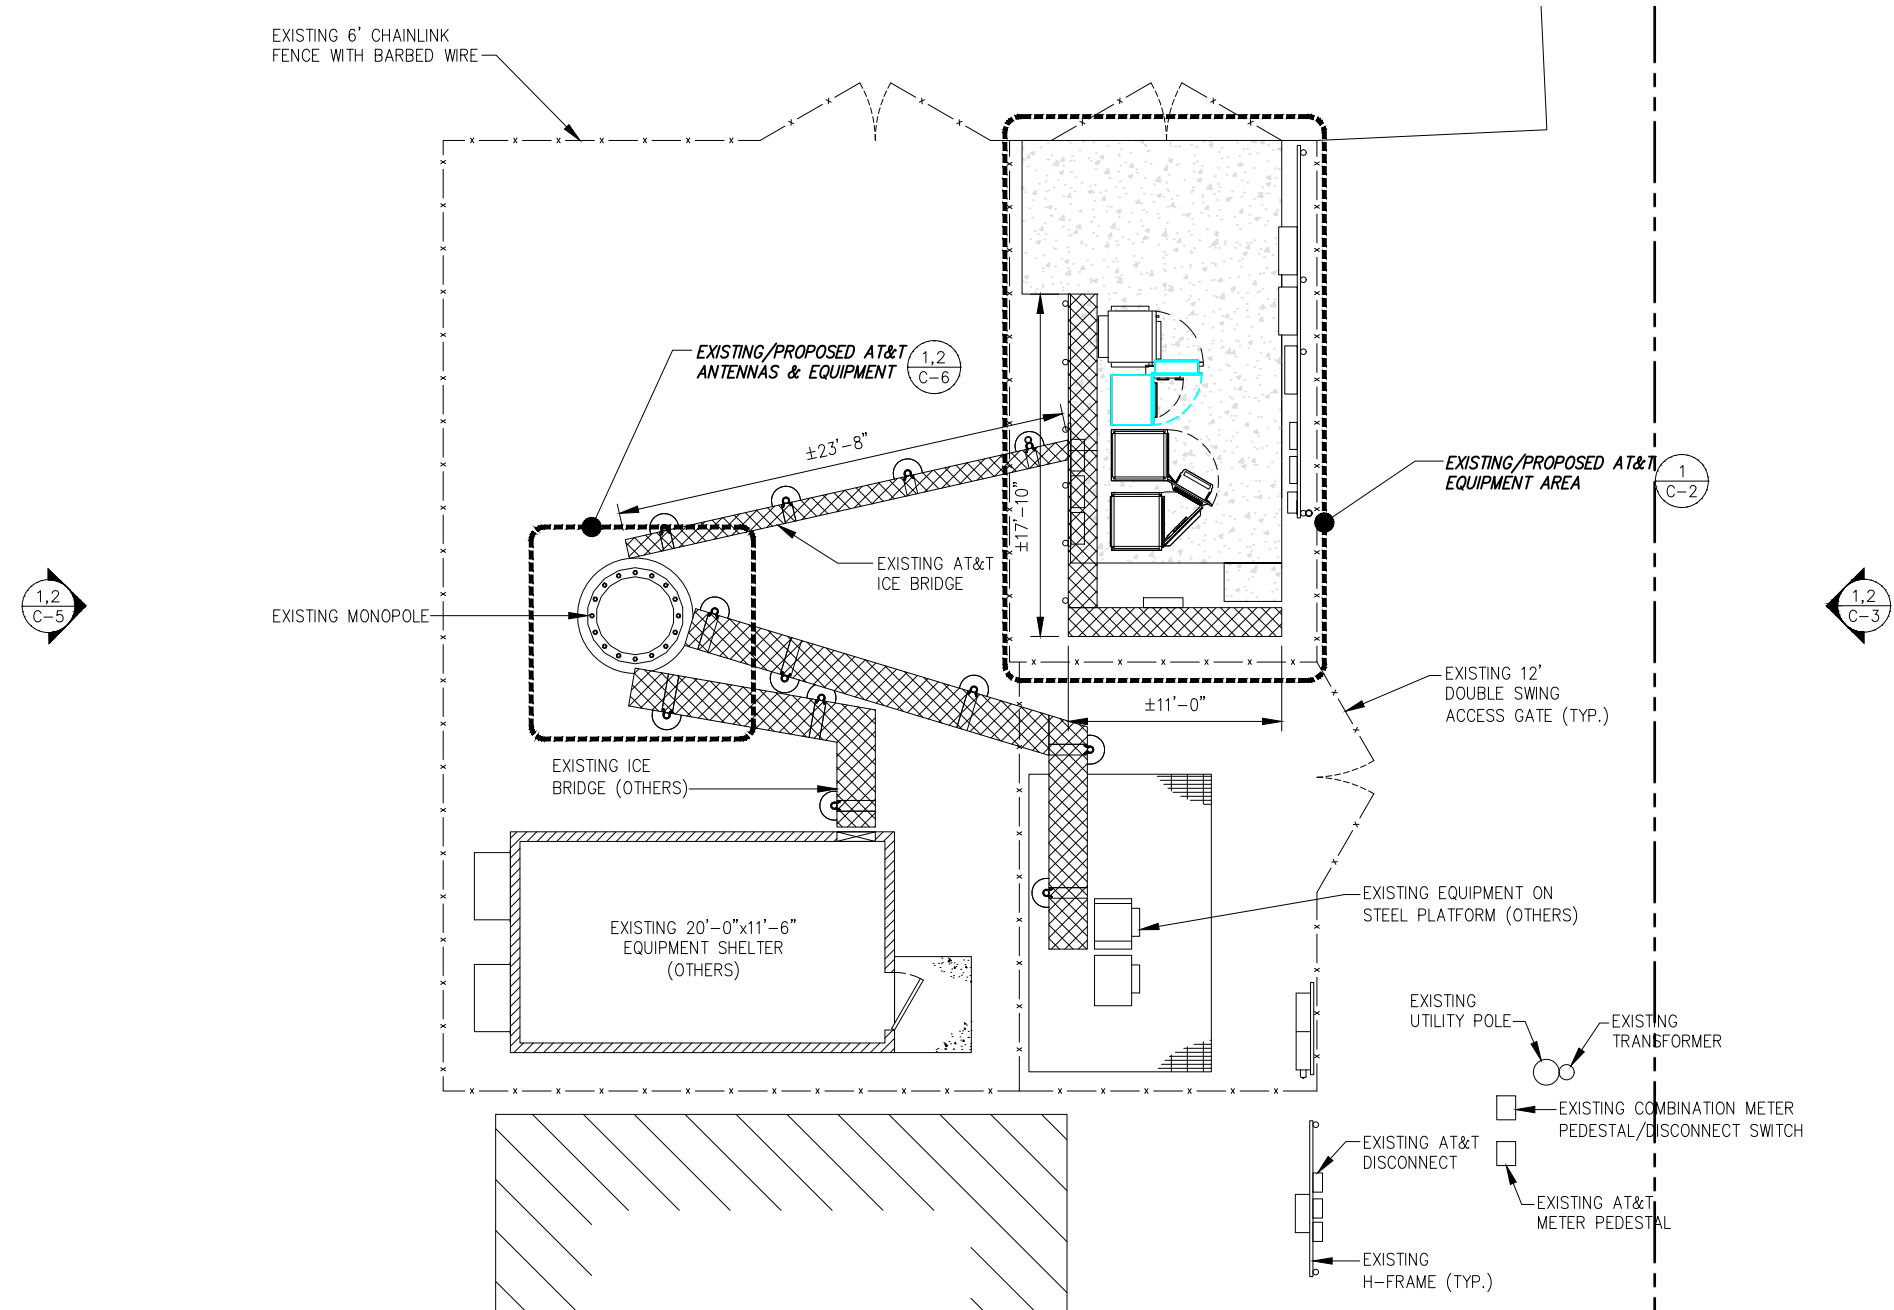 EXISTING 6' CHAINLINK
FENCE WITH BARBED WIRE
EXISTING/PROPOSED AT&T
ANTENNAS & EQUIPMENT
1,2
C-6
±23'-8"
±17'-10"
EXISTING/PROPOSED AT&T
EQUIPMENT AREA
1
C-2
EXISTING AT&T
ICE BRIDGE
1,2
C-5
EXISTING MONOPOLE
1,2
C-3
EXISTING 12'
DOUBLE SWING
ACCESS GATE (TYP.)
±11'-0"
EXISTING ICE
BRIDGE (OTHERS)
EXISTING EQUIPMENT ON
STEEL PLATFORM (OTHERS)
EXISTING 20'-0"x11'-6"
EQUIPMENT SHELTER
(OTHERS)
EXISTING
UTILITY POLE
EXISTING
TRANSFORMER
EXISTING COMBINATION METER
PEDESTAL/DISCONNECT SWITCH
EXISTING AT&T
DISCONNECT
EXISTING AT&T
METER PEDESTAL
EXISTING
H-FRAME (TYP.)